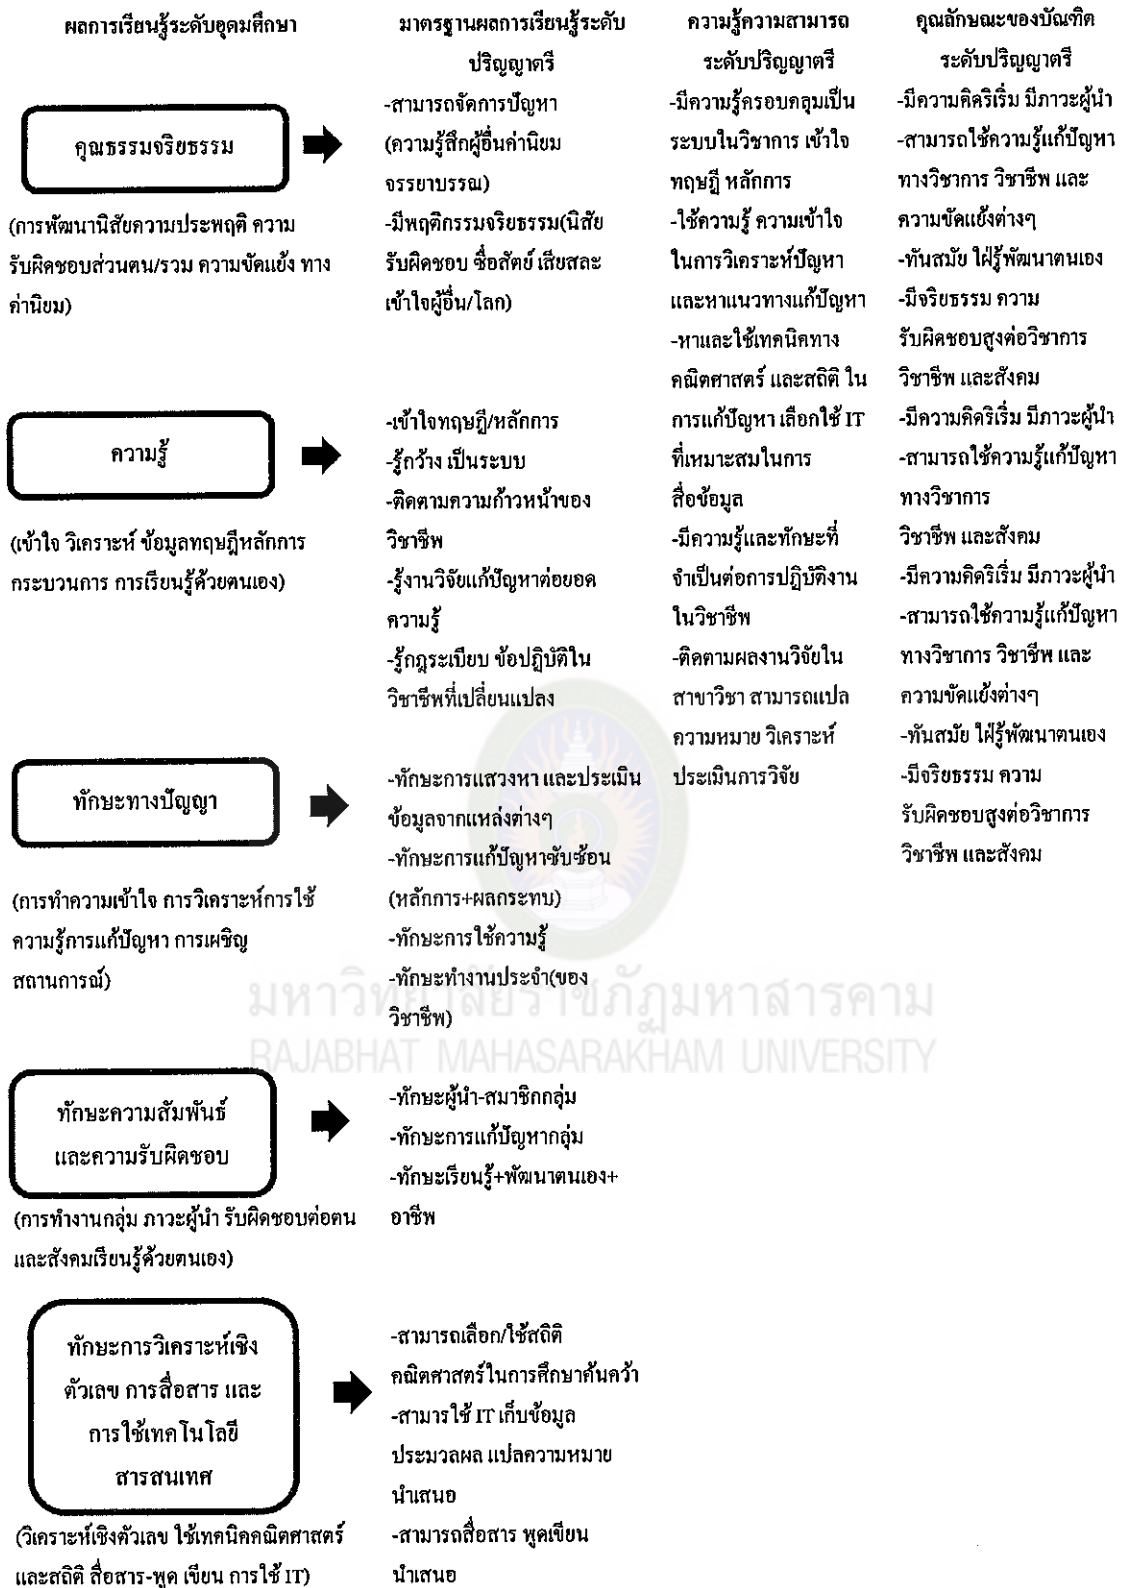 ผลการเรียนรู้ระดับอุดมศึกษา
คุณธรรมจริยธรรม
(การพัฒนานิสัยความประพฤติ ความ
รับผิดชอบส่วนตน/รวม ความขัดแย้ง ทาง
ค่านิยม)
ความรู้
(เข้าใจ วิเคราะห์ ข้อมูลทฤษฎีหลักการ
กระบวนการ การเรียนรู้ด้วยตนเอง)
ทักษะทางปัญญา
(การทำความเข้าใจ การวิเคราะห์การใช้
ความรู้การแก้ปัญหา การเผชิญ
สถานการณ์)
ทักษะความสัมพันธ์
และความรับผิดชอบ
(การทำงานกลุ่ม ภาวะผู้นำ รับผิดชอบต่อตน
และสังคมเรียนรู้ด้วยตนเอง)
ทักษะการวิเคราะห์เชิง
ตัวเลข การสื่อสาร และ
การใช้เทคโนโลยี
สารสนเทศ
(วิเคราะห์เชิงตัวเลข ใช้เทคนิคคณิตศาสตร์
และสถิติ สื่อสาร-พูด เขียน การใช้ IT)
มาตรฐานผลการเรียนรู้ระดับ
ปริญญาตรี
-สามารถจัดการปัญหา
(ความรู้สึกผู้อื่นค่านิยม
จรรยาบรรณ)
-มีพฤติกรรมจริยธรรม(นิสัย
รับผิดชอบ ซื่อสัตย์ เสียสละ
เข้าใจผู้อื่น/โลก)
-เข้าใจทฤษฎี/หลักการ
-รู้กว้าง เป็นระบบ
-ติดตามความก้าวหน้าของ
วิชาชีพ
-รู้งานวิจัยแก้ปัญหาต่อยอด
ความรู้
-รู้กฎระเบียบ ข้อปฏิบัติใน
วิชาชีพที่เปลี่ยนแปลง
-ทักษะการแสวงหา และประเมิน
ข้อมูลจากแหล่งต่างๆ
-ทักษะการแก้ปัญหาซับซ้อน
(หลักการ+ผลกระทบ)
-ทักษะการใช้ความรู้
-ทักษะทำงานประจำ(ของ
วิชาชีพ)
-ทักษะผู้นำ-สมาชิกกลุ่ม
-ทักษะการแก้ปัญหากลุ่ม
-ทักษะเรียนรู้+พัฒนาตนเอง+
อาชีพ
-สามารถเลือก/ใช้สถิติ
คณิตศาสตร์ในการศึกษาค้นคว้า
-สามารใช้ IT เก็บข้อมูล
ประมวลผล แปลความหมาย
นำเสนอ
-สามารถสื่อสาร พูดเขียน
นำเสนอ
ความรู้ความสามารถ
ระดับปริญญาตรี
-มีความรู้ครอบคลุมเป็น
ระบบในวิชาการ เข้าใจ
ทฤษฎี หลักการ
-ใช้ความรู้ ความเข้าใจ
ในการวิเคราะห์ปัญหา
และหาแนวทางแก้ปัญหา
-หาและใช้เทคนิคทาง
คณิตศาสตร์ และสถิติ ใน
การแก้ปัญหา เลือกใช้ IT
ที่เหมาะสมในการ
สื่อข้อมูล
-มีความรู้และทักษะที่
จำเป็นต่อการปฏิบัติงาน
ในวิชาชีพ
-ติดตามผลงานวิจัยใน
สาขาวิชา สามารถแปล
ความหมาย วิเคราะห์
ประเมินการวิจัย
คุณลักษณะของบัณฑิต
ระดับปริญญาตรี
-มีความคิดริเริ่ม มีภาวะผู้นำ
-สามารถใช้ความรู้แก้ปัญหา
ทางวิชาการ วิชาชีพ และ
ความขัดแย้งต่างๆ
-ทันสมัย ใฝ่รู้พัฒนาตนเอง
-มีจริยธรรม ความ
รับผิดชอบสูงต่อวิชาการ
วิชาชีพ และสังคม
-มีความคิดริเริ่ม มีภาวะผู้นำ
-สามารถใช้ความรู้แก้ปัญหา
ทางวิชาการ
วิชาชีพ และสังคม
-มีความคิดริเริ่ม มีภาวะผู้นำ
-สามารถใช้ความรู้แก้ปัญหา
ทางวิชาการ วิชาชีพ และ
ความขัดแย้งต่างๆ
-ทันสมัย ใฝ่รู้พัฒนาตนเอง
-มีจริยธรรม ความ
รับผิดชอบสูงต่อวิชาการ
วิชาชีพ และสังคม
มหาวิทยาลัยราชภัฏมหาสารคาม
RAJABHAT MAHASARAKHAM UNIVERSITY